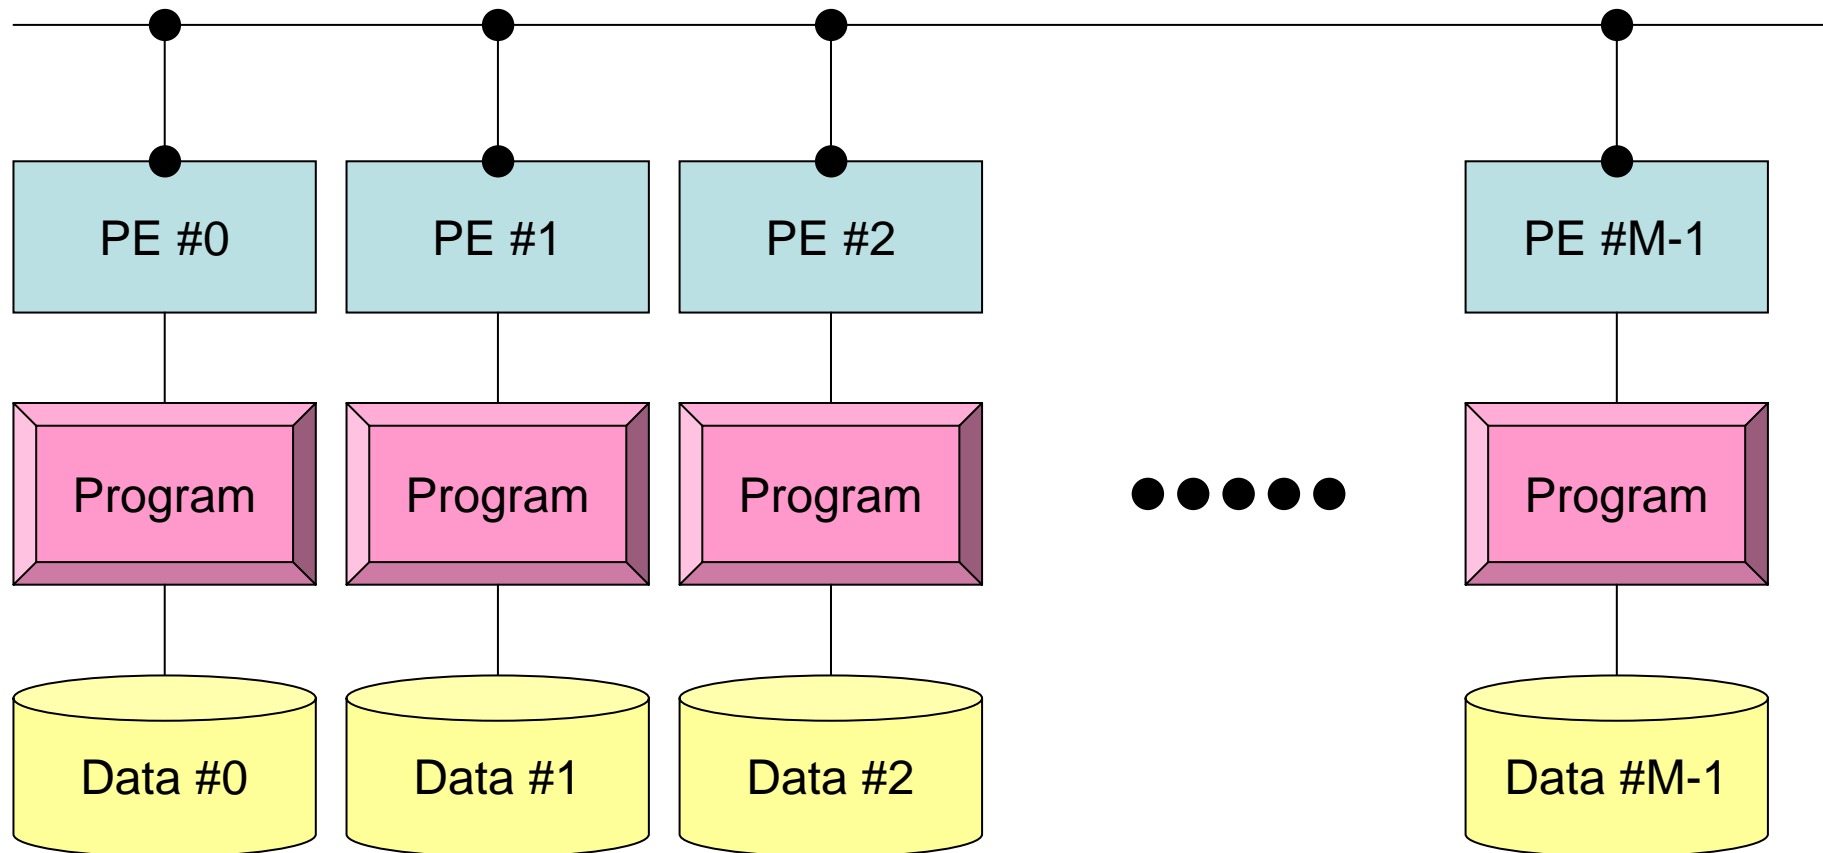 PE #0
PE #1
PE #2
PE #M-1
Program
Program
Program
Program
Data #0
Data #1
Data #2
Data #M-1